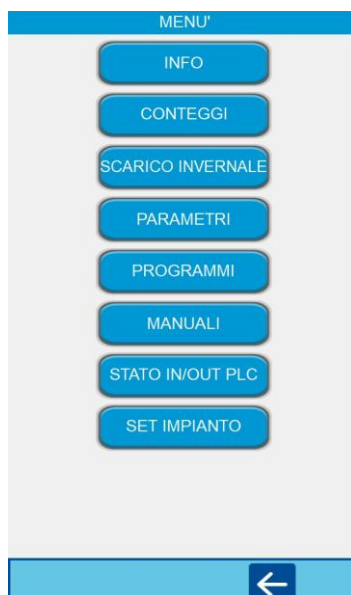 MENU'
INFO
CONTEGGI
SCARICO INVERNALE
PARAMETRI
PROGRAMMI
MANUALI
STATO IN/OUT PLC
SET IMPIANTO